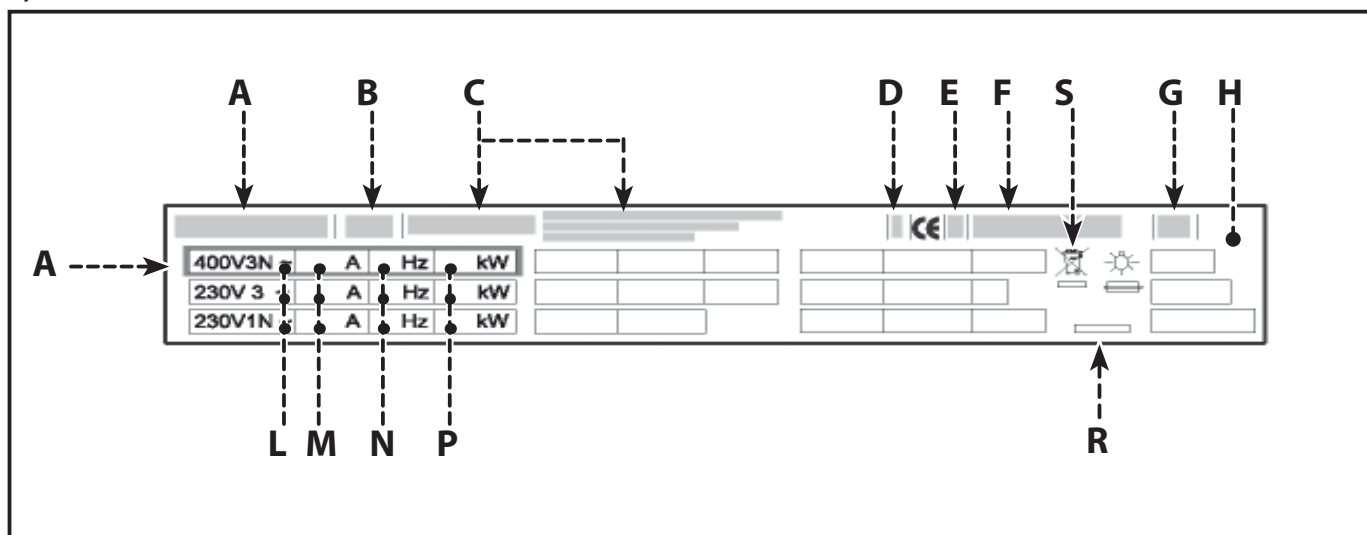 A B C D E F S G H
CE
A 400V3N ~ A Hz kW
230V 3 ~ A Hz kW
230V1N ~ A Hz kW
L M N P R